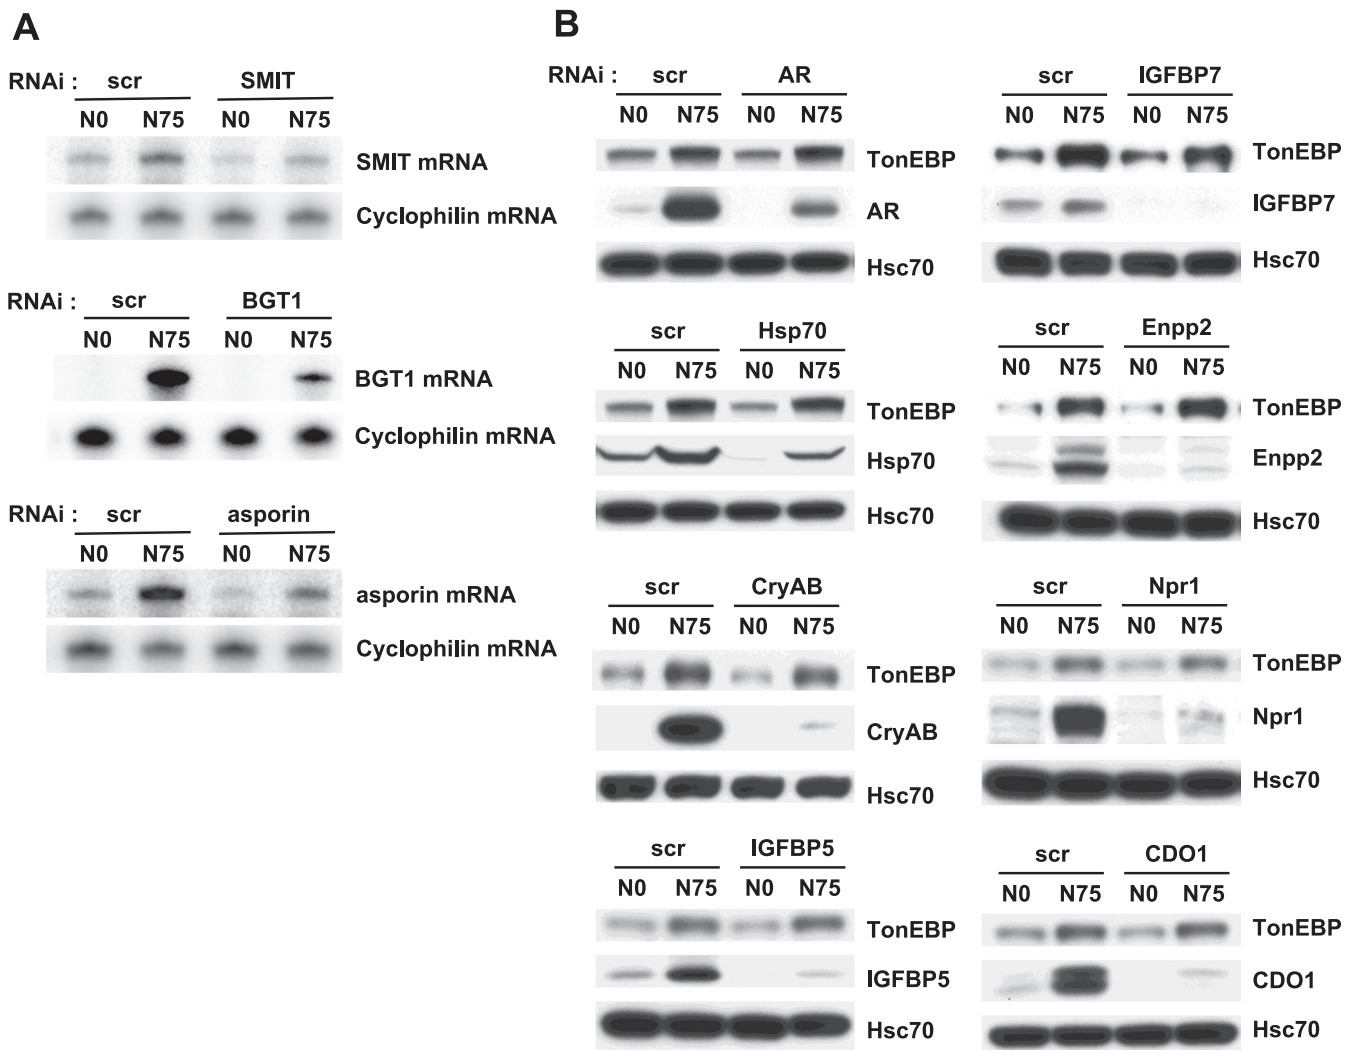 A
RNAi : scr SMIT
N0 N75 N0 N75
SMIT mRNA
Cyclophilin mRNA
RNAi : scr BGT1
N0 N75 N0 N75
BGT1 mRNA
Cyclophilin mRNA
RNAi : scr asporin
N0 N75 N0 N75
asporin mRNA
Cyclophilin mRNA
B
RNAi : scr AR
N0 N75 N0 N75
TonEBP
AR
Hsc70
scr Hsp70
N0 N75 N0 N75
TonEBP
Hsp70
Hsc70
scr CryAB
N0 N75 N0 N75
TonEBP
CryAB
Hsc70
scr IGFBP5
N0 N75 N0 N75
TonEBP
IGFBP5
Hsc70
scr IGFBP7
N0 N75 N0 N75
TonEBP
IGFBP7
Hsc70
scr Enpp2
N0 N75 N0 N75
TonEBP
Enpp2
Hsc70
scr Npr1
N0 N75 N0 N75
TonEBP
Npr1
Hsc70
scr CDO1
N0 N75 N0 N75
TonEBP
CDO1
Hsc70